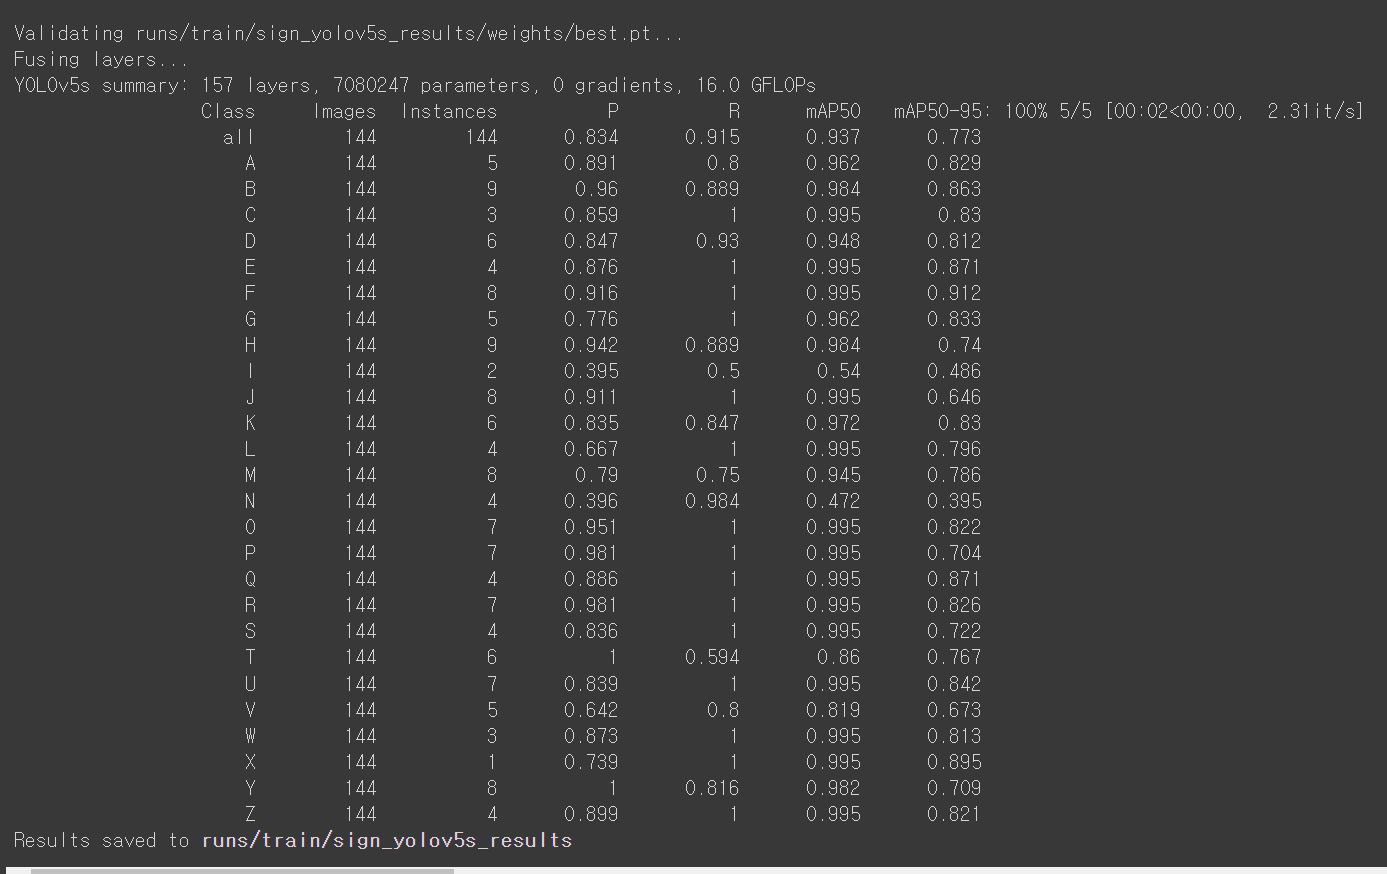 Validating runs/train/sign_yolov5s_results/weights/best.pt...
Fusing layers...
YOLOv5s summary: 157 layers, 7080247 parameters, 0 gradients, 16.0 GFLOPs
Class Images Instances P R mAP50 mAP50-95: 100% 5/5 [00:02<00:00, 2.31it/s]
all 144 144 0.834 0.915 0.937 0.773
A 144 5 0.891 0.8 0.962 0.829
B 144 9 0.96 0.889 0.984 0.863
C 144 3 0.859 1 0.995 0.83
D 144 6 0.847 0.93 0.948 0.812
E 144 4 0.876 1 0.995 0.871
F 144 8 0.916 1 0.995 0.912
G 144 5 0.776 1 0.962 0.833
H 144 9 0.942 0.889 0.984 0.74
I 144 2 0.395 0.5 0.54 0.486
J 144 8 0.911 1 0.995 0.646
K 144 6 0.835 0.847 0.972 0.83
L 144 4 0.667 1 0.995 0.796
M 144 8 0.79 0.75 0.945 0.786
N 144 4 0.396 0.984 0.472 0.395
O 144 7 0.951 1 0.995 0.822
P 144 7 0.981 1 0.995 0.704
Q 144 4 0.886 1 0.995 0.871
R 144 7 0.981 1 0.995 0.826
S 144 4 0.836 1 0.995 0.722
T 144 6 1 0.594 0.86 0.767
U 144 7 0.839 1 0.995 0.842
V 144 5 0.642 0.8 0.819 0.673
W 144 3 0.873 1 0.995 0.813
X 144 1 0.739 1 0.995 0.895
Y 144 8 1 0.816 0.982 0.709
Z 144 4 0.899 1 0.995 0.821
Results saved to runs/train/sign_yolov5s_results